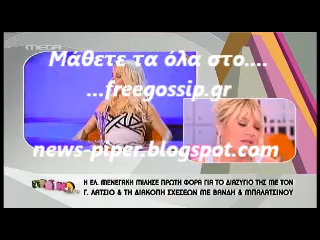 MEGA
Μάθετε τα όλα στο....
...freegossip.gr
news-piper.blogspot.com
Η ΕΛ. ΜΕΝΕΓΑΚΗ ΜΙΛΗΣΕ ΠΡΩΤΗ ΦΟΡΑ ΓΙΑ ΤΟ ΔΙΑΖΥΓΙΟ ΤΗΣ ΜΕ ΤΟΝ
Γ. ΛΑΤΣΙΟ & ΤΗ ΔΙΑΚΟΠΗ ΣΧΕΣΕΩΝ ΜΕ ΒΑΝΔΗ & ΜΠΑΛΑΤΣΙΝΟΥ